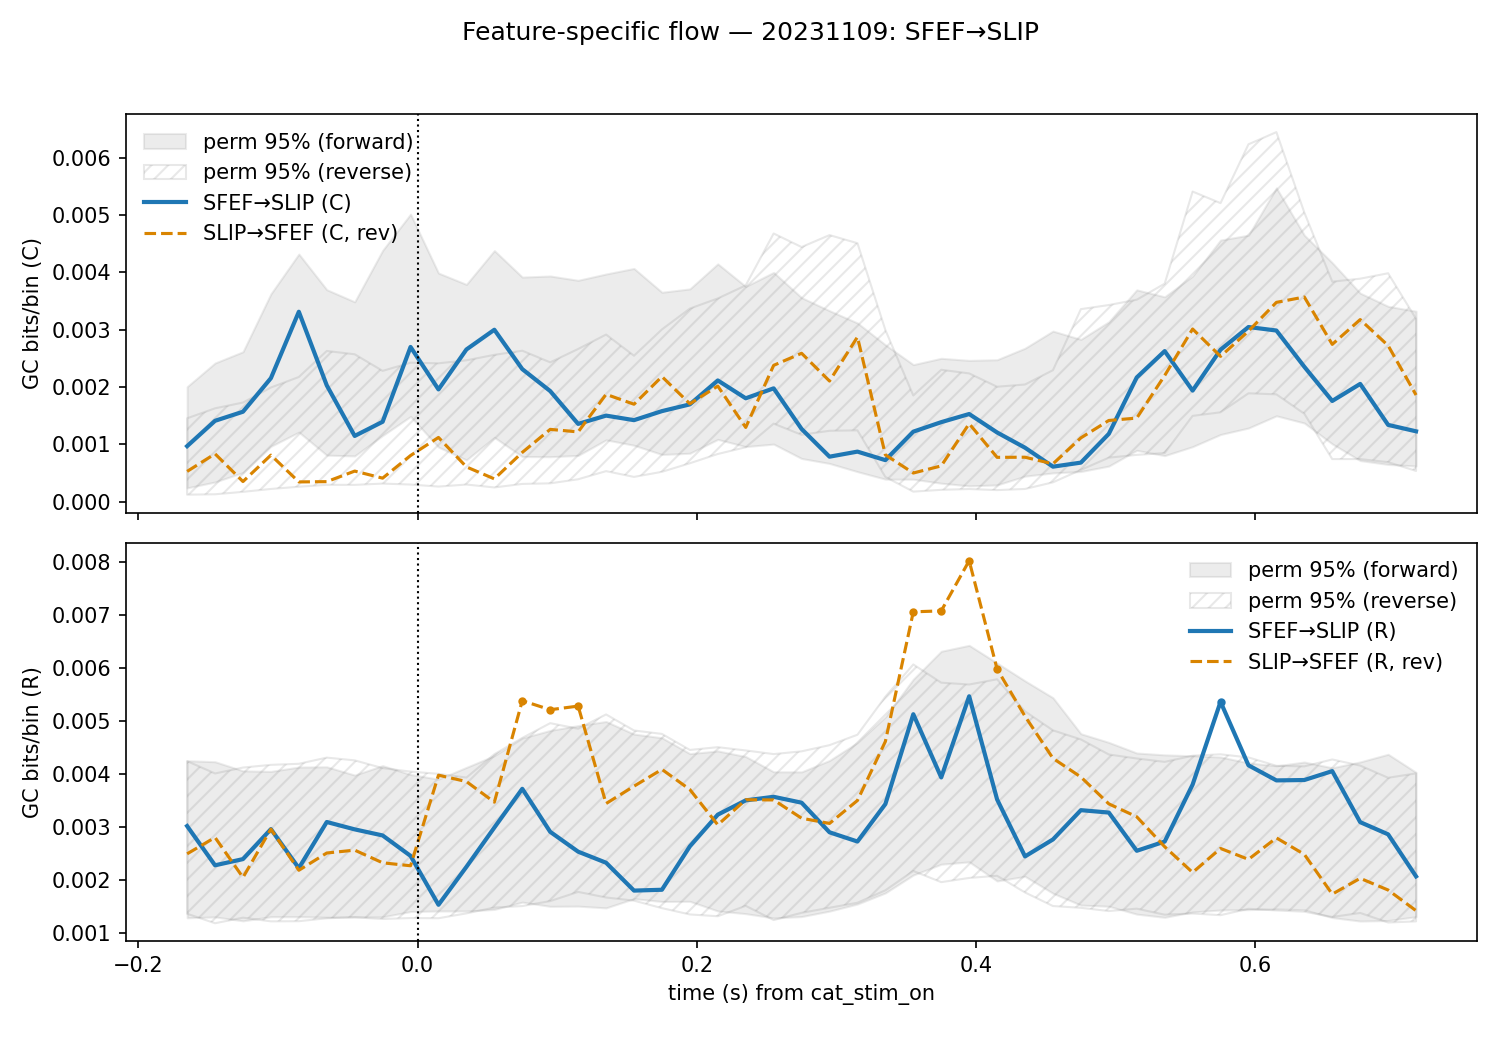 Feature-specific flow — 20231109: SFEF→SLIP
GC bits/bin (C)
0.006
0.005
0.004
0.003
0.002
0.001
0.000
perm 95% (forward)
perm 95% (reverse)
SFEF→SLIP (C)
SLIP→SFEF (C, rev)
GC bits/bin (R)
0.008
0.007
0.006
0.005
0.004
0.003
0.002
0.001
perm 95% (forward)
perm 95% (reverse)
SFEF→SLIP (R)
SLIP→SFEF (R, rev)
−0.2 0.0 0.2 0.4 0.6
time (s) from cat_stim_on